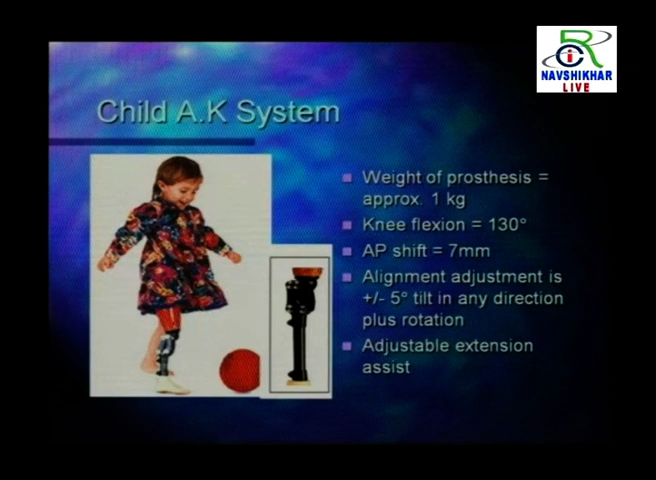 NAVSHIKHAR
LIVE
Child A.K System
Weight of prosthesis =
approx. 1 kg
Knee flexion = 130°
AP shift = 7mm
Alignment adjustment is
+/- 5° tilt in any direction
plus rotation
Adjustable extension
assist